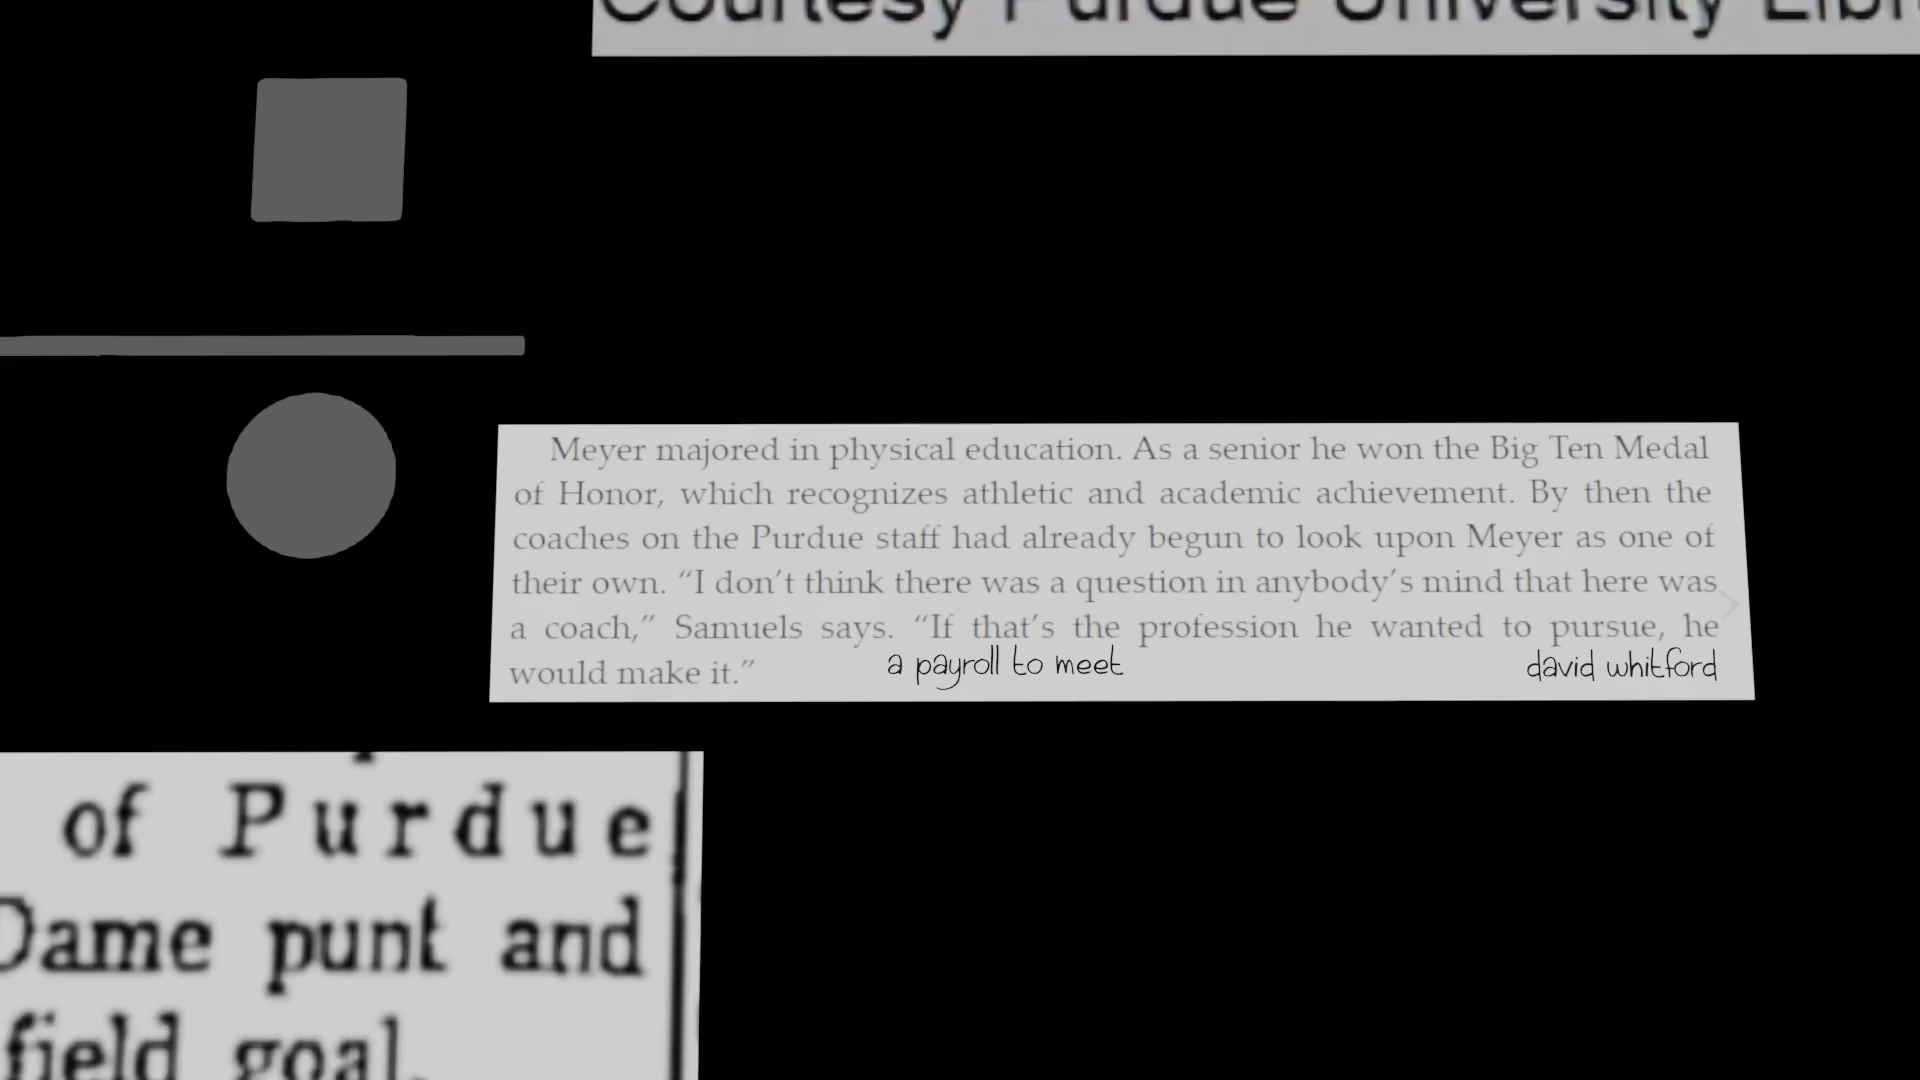 Courtesy Purdue University
Meyer majored in physical education. As a senior he won the Big Ten Medal
of Honor, which recognizes athletic and academic achievement. By then the
coaches on the Purdue staff had already begun to look upon Meyer as one of
their own. “I don’t think there was a question in anybody’s mind that here was
a coach,” Samuels says. “If that’s the profession he wanted to pursue, he
would make it.”
a payroll to meet
david whitford
of Purdue
Dame punt and
field goal.